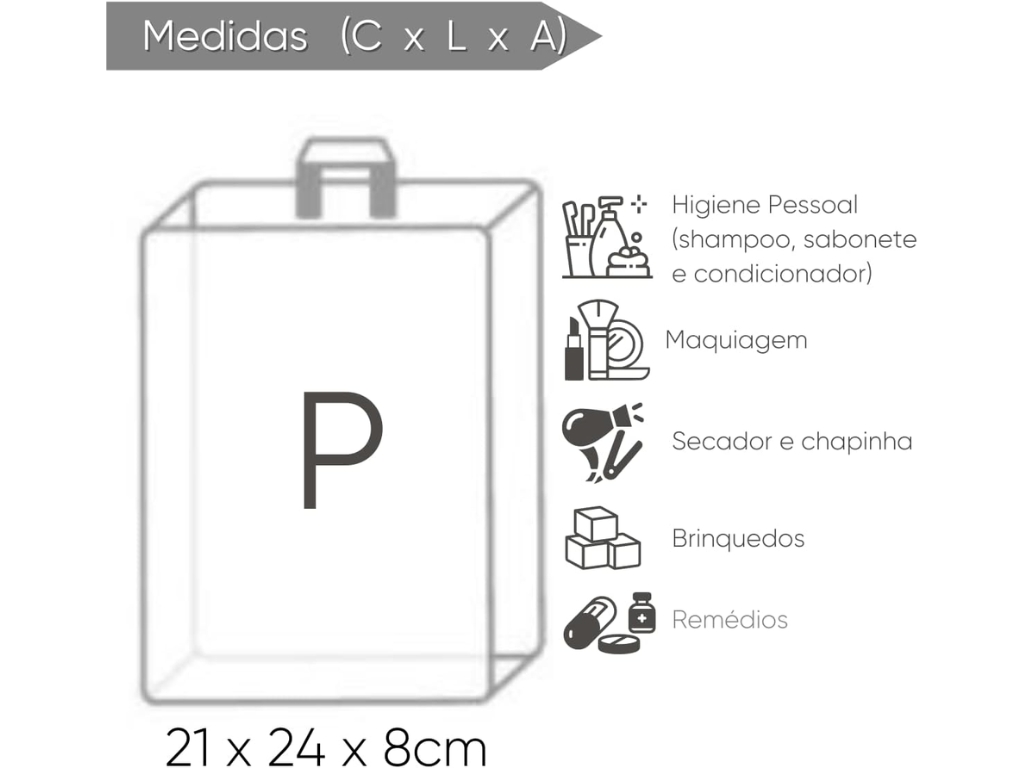 Medidas (C x L x A)
Higiene Pessoal
(shampoo, sabonete
e condicionador)
Maquiagem
P
Secador e chapinha
Brinquedos
Remédios
21 x 24 x 8cm